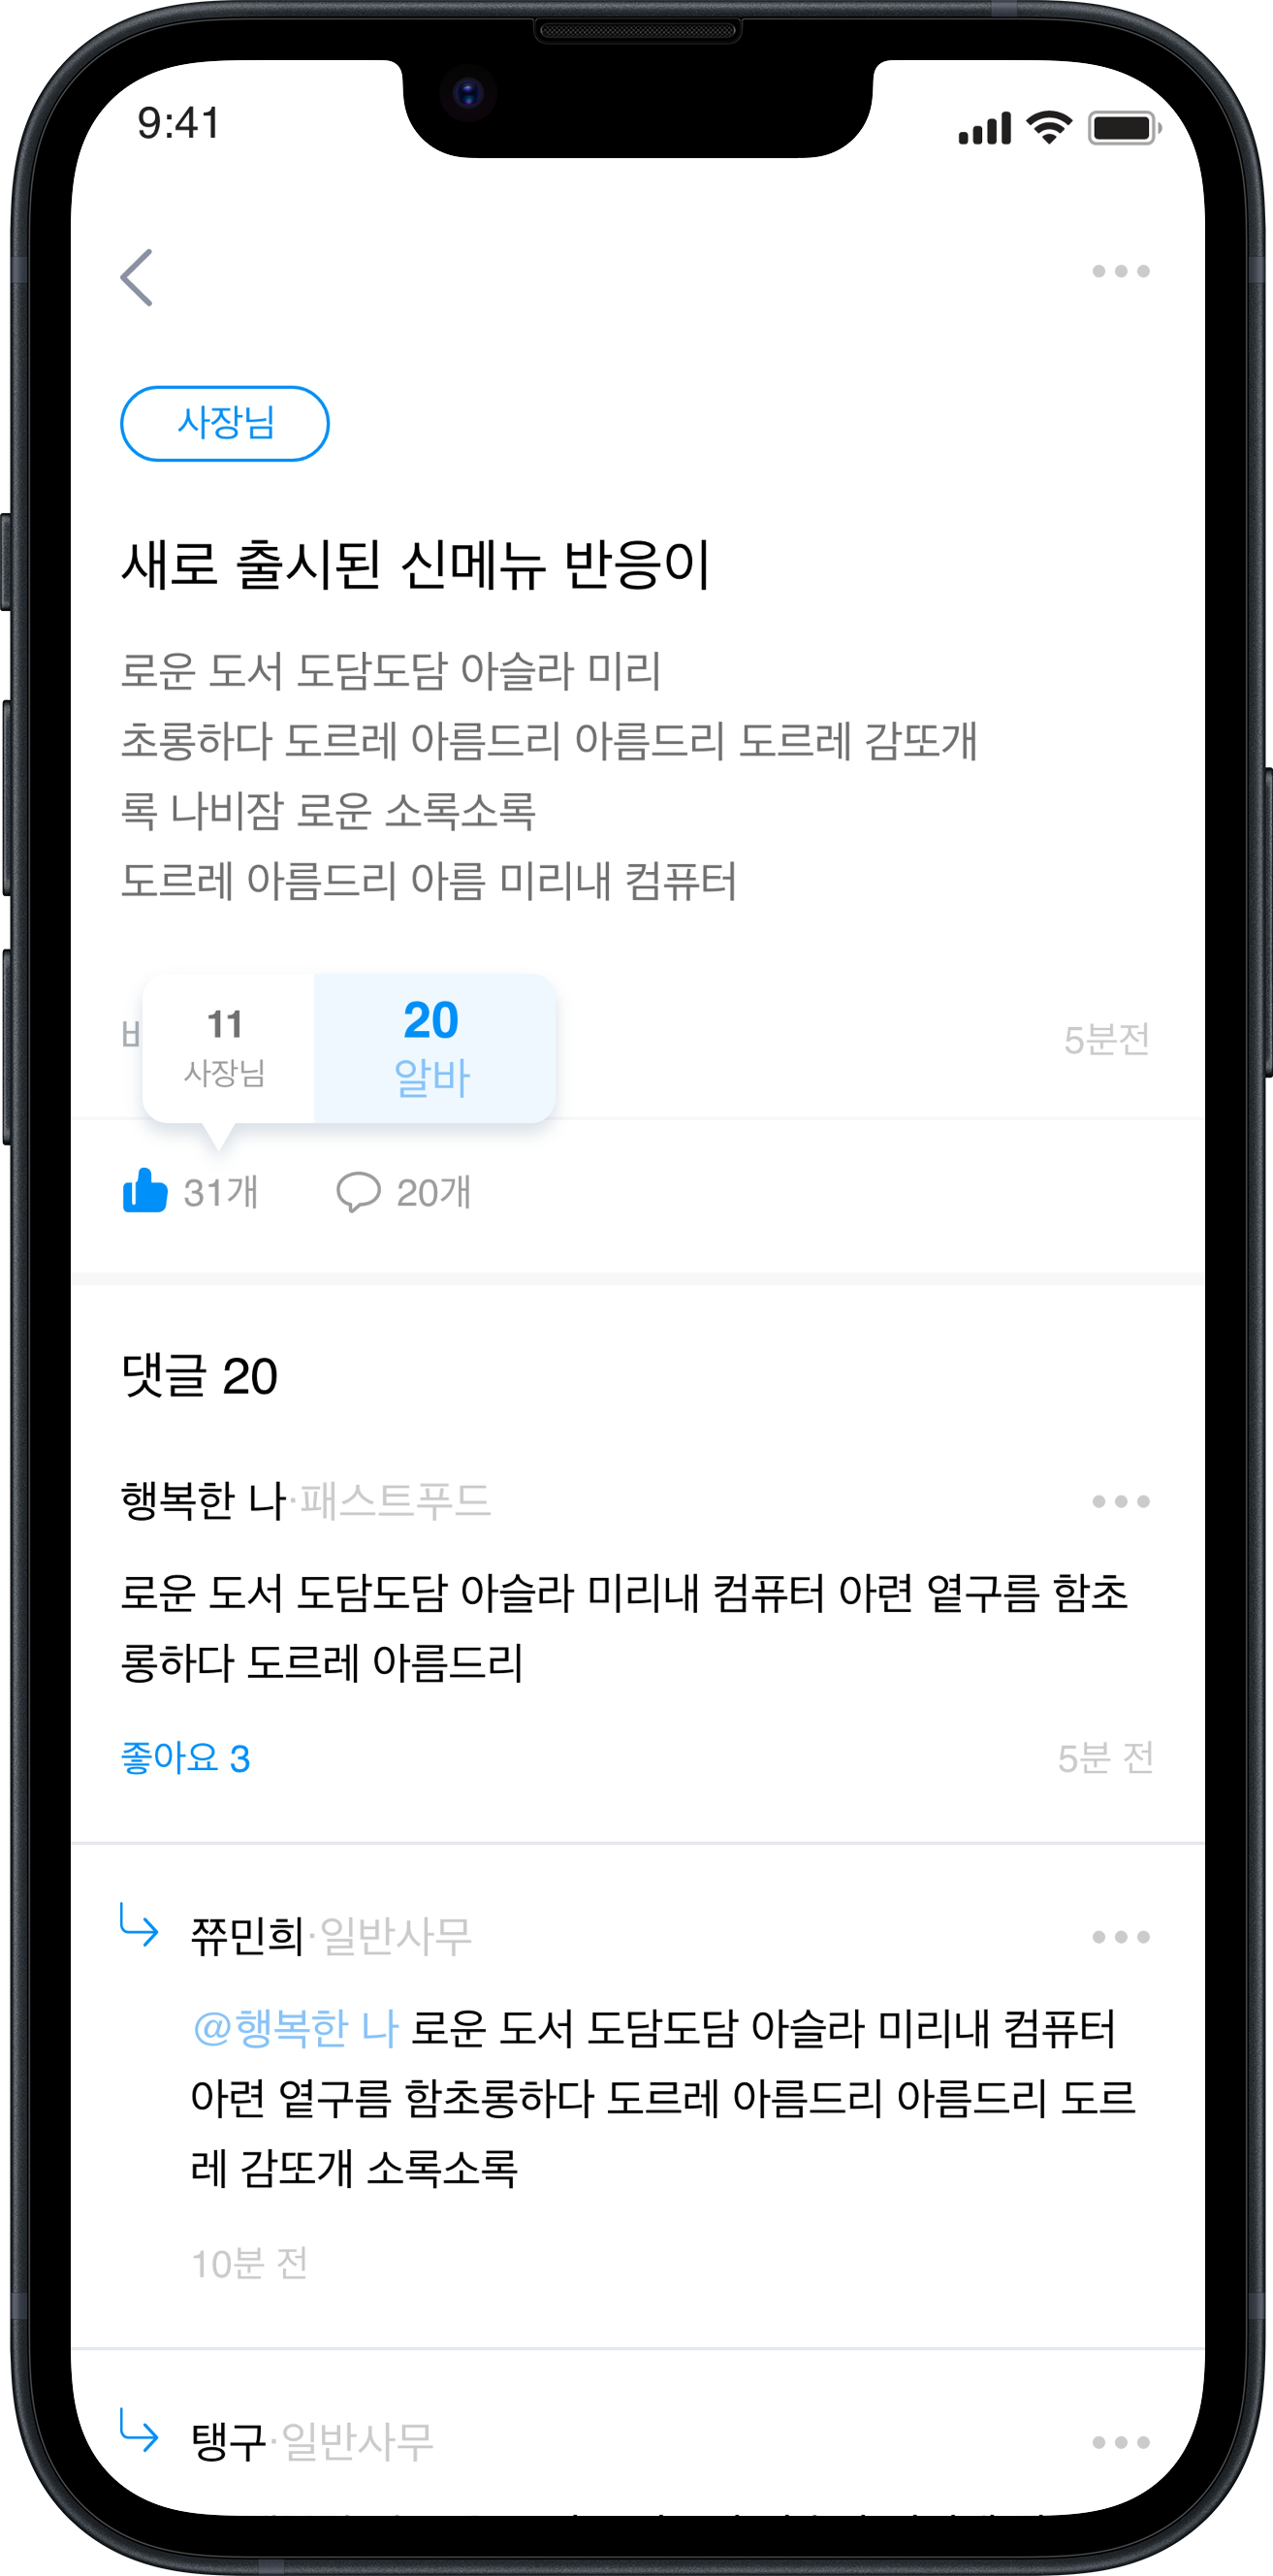 9:41
사장님
새로 출시된 신메뉴 반응이
로운 도서 도담도담 아슬라 미리
초롱하다 도르레 아름드리 아름드리 도르레 감또개
록 나비잠 로운 소록소록
도르레 아름드리 아름 미리내 컴퓨터
11
사장님
20
알바
5분전
31개 20개
댓글 20
행복한 나·패스트푸드
로운 도서 도담도담 아슬라 미리내 컴퓨터 아련 옅구름 함초
롱하다 도르레 아름드리
좋아요 3 5분 전
쮸민희·일반사무
@행복한 나 로운 도서 도담도담 아슬라 미리내 컴퓨터
아련 옅구름 함초롱하다 도르레 아름드리 아름드리 도르
레 감또개 소록소록
10분 전
탱구·일반사무